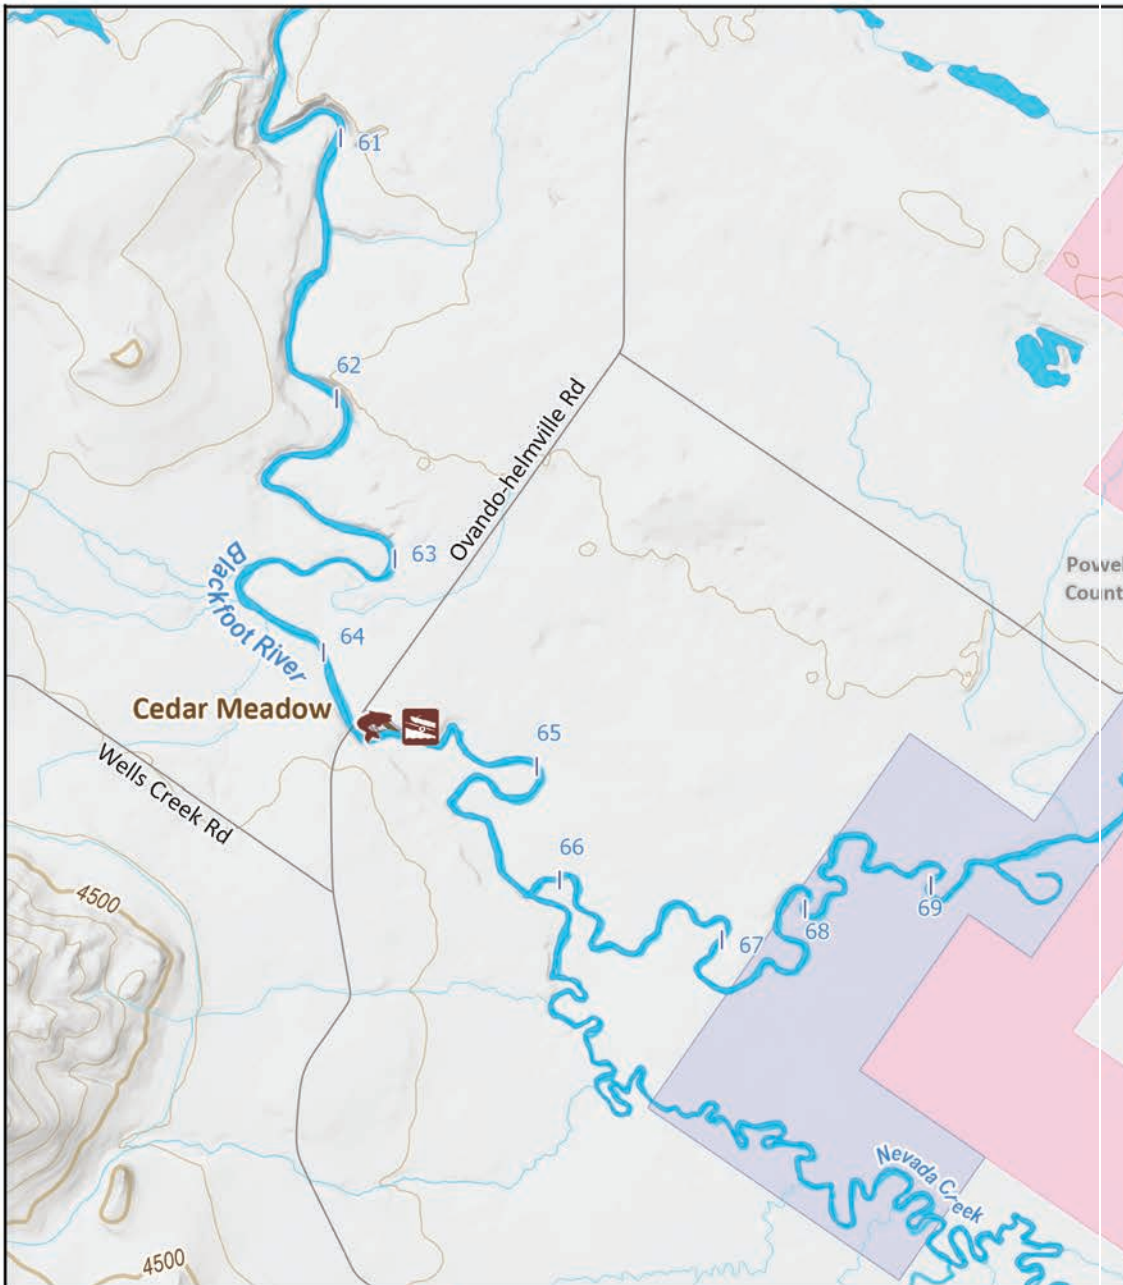 61
62
Ovando-helmville Rd
63
Blackfoot River
64
Powel
Count
Cedar Meadow
65
Wells Creek Rd
66
4500
69
68
67
Nevada Creek
4500